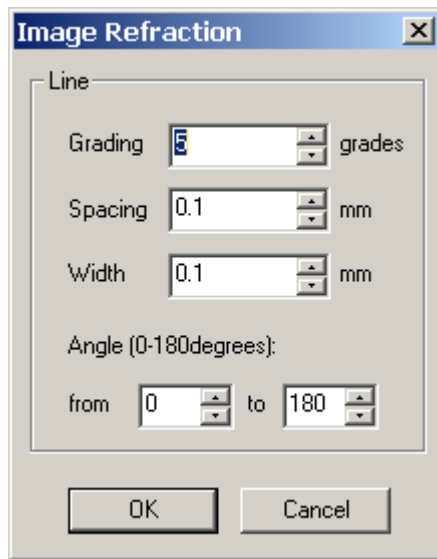 Image Refraction
Line
Grading 5 grades
Spacing 0.1 mm
Width 0.1 mm
Angle (0-180degrees):
from 0 to 180
OK Cancel